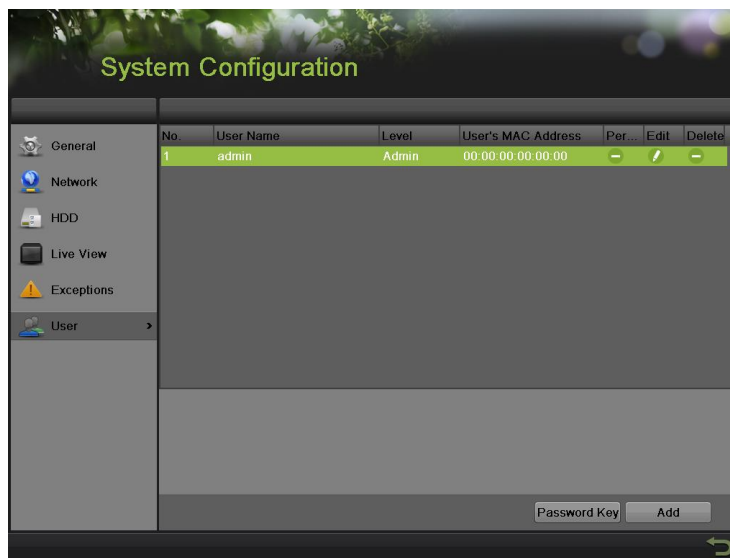 System Configuration
No. User Name Level User's MAC Address Per... Edit Delete
1 admin Admin 00:00:00:00:00:00
General
Network
HDD
Live View
Exceptions
User >
Password Key Add